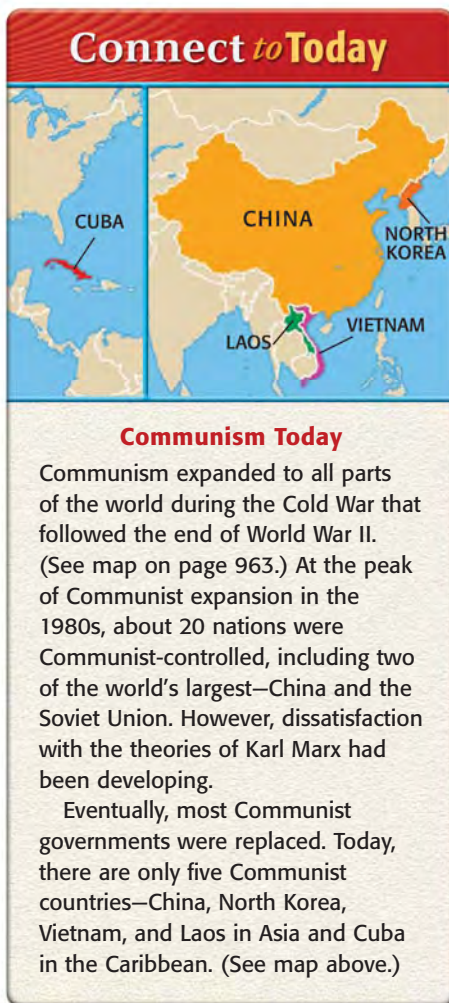 Connect to Today
CUBA
CHINA
NORTH
KOREA
LAOS
VIETNAM
Communism Today
Communism expanded to all parts
of the world during the Cold War that
followed the end of World War II.
(See map on page 963.) At the peak
of Communist expansion in the
1980s, about 20 nations were
Communist-controlled, including two
of the world's largest—China and the
Soviet Union. However, dissatisfaction
with the theories of Karl Marx had
been developing.
Eventually, most Communist
governments were replaced. Today,
there are only five Communist
countries—China, North Korea,
Vietnam, and Laos in Asia and Cuba
in the Caribbean. (See map above.)